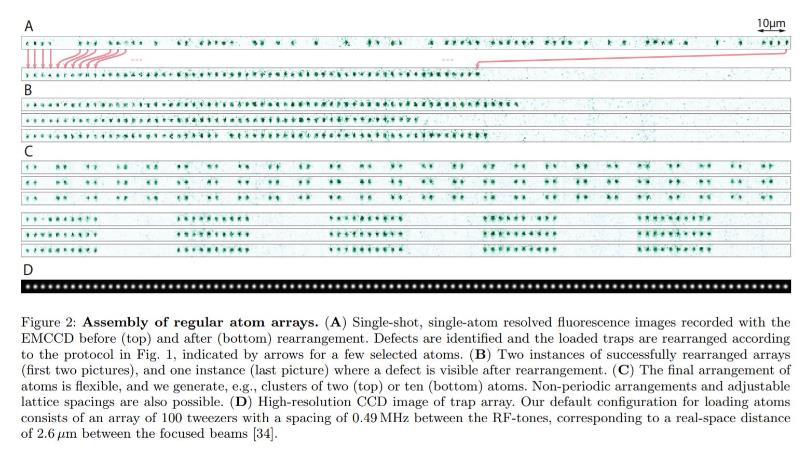 A
10μm
B
C
D
Figure 2: Assembly of regular atom arrays. (A) Single-shot, single-atom resolved fluorescence images recorded with the
EMCCD before (top) and after (bottom) rearrangement. Defects are identified and the loaded traps are rearranged according
to the protocol in Fig. 1, indicated by arrows for a few selected atoms. (B) Two instances of successfully rearranged arrays
(first two pictures), and one instance (last picture) where a defect is visible after rearrangement. (C) The final arrangement of
atoms is flexible, and we generate, e.g., clusters of two (top) or ten (bottom) atoms. Non-periodic arrangements and adjustable
lattice spacings are also possible. (D) High-resolution CCD image of trap array. Our default configuration for loading atoms
consists of an array of 100 tweezers with a spacing of 0.49 MHz between the RF-tones, corresponding to a real-space distance
of 2.6 μm between the focused beams [34].